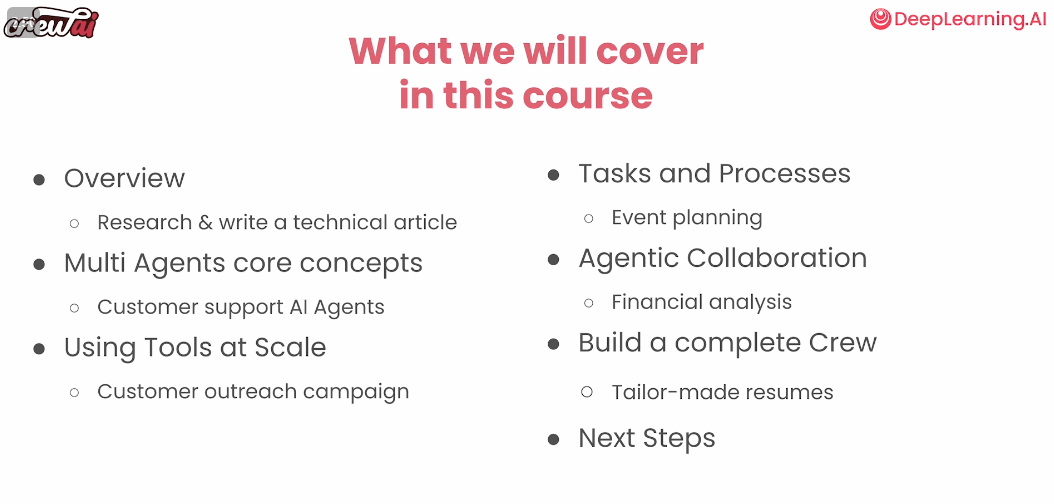 crewai
DeepLearning.AI
What we will cover
in this course
● Overview
○ Research & write a technical article
● Multi Agents core concepts
○ Customer support AI Agents
● Using Tools at Scale
○ Customer outreach campaign
● Tasks and Processes
○ Event planning
● Agentic Collaboration
○ Financial analysis
● Build a complete Crew
○ Tailor-made resumes
● Next Steps